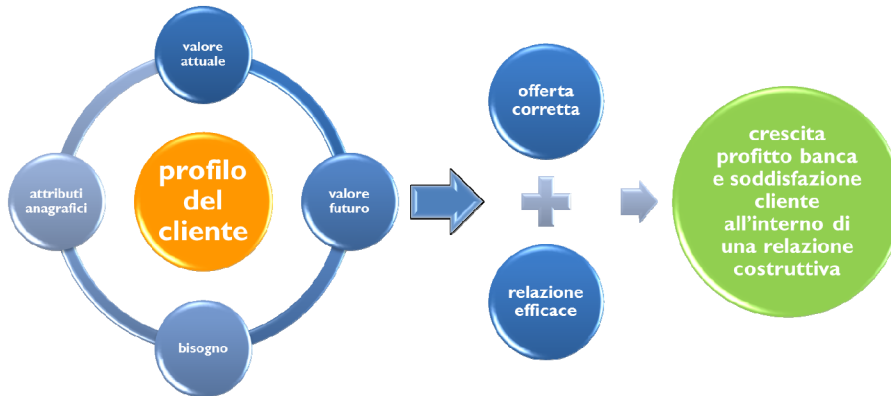 valore
attuale
attributi
anagrafici
profilo
del
cliente
valore
futuro
bisogno
offerta
corretta
relazione
efficace
crescita
profitto banca
e soddisfazione
cliente
all'interno di
una relazione
costruttiva